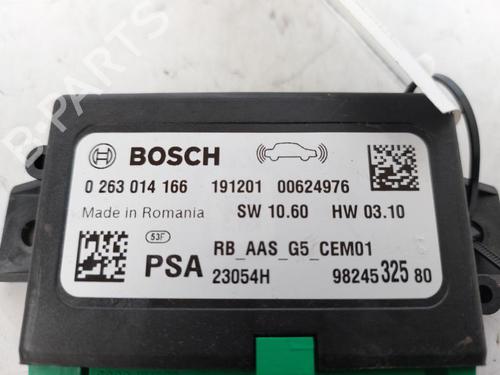 BOSCH
0 263 014 166 191201 00624976
Made in Romania SW 10.60 HW 03.10
53F RB_AAS_G5_CEM01
PSA 23054H 98245 325 80
B-PARTS